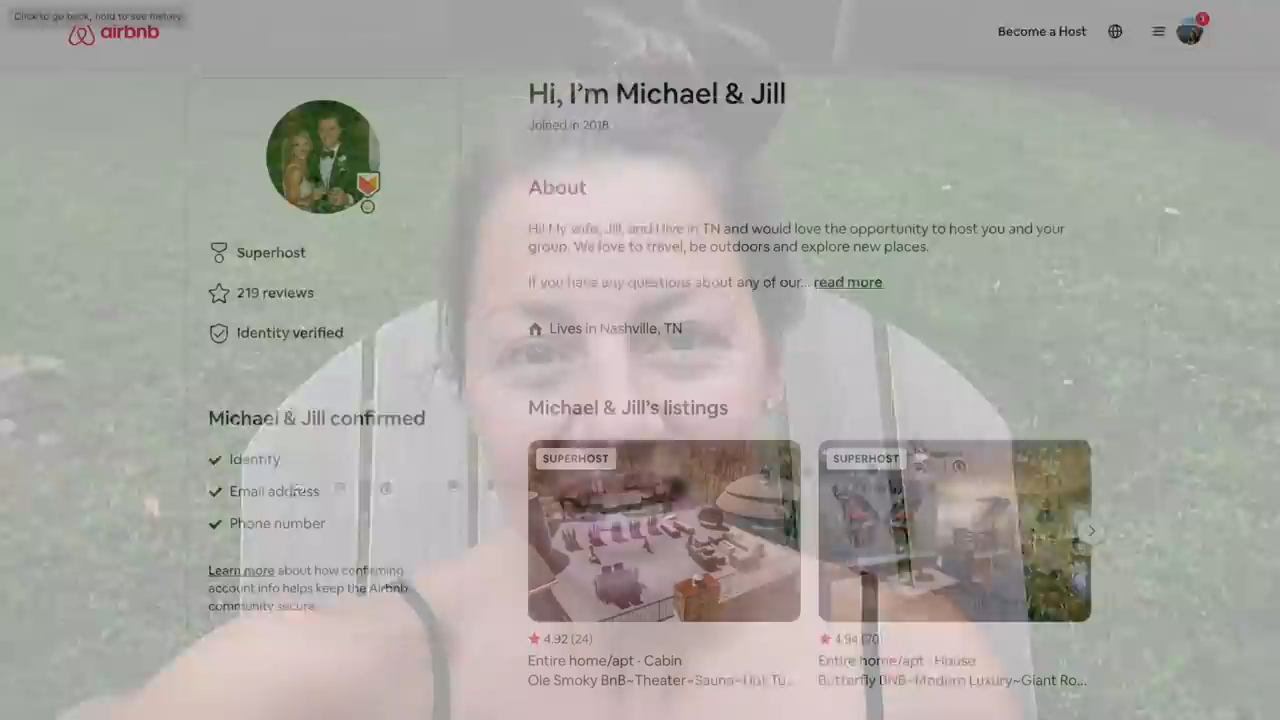 Click to go back, hold to see history
airbnb
Become a Host
1
Hi, I'm Michael & Jill
Joined in 2018
About
Hi! My wife, Jill, and I live in TN and would love the opportunity to host you and your
group. We love to travel, be outdoors and explore new places.
If you have any questions about any of our... read more
Lives in Nashville, TN
Superhost
219 reviews
Identity verified
Michael & Jill confirmed
Identity
Email address
Phone number
Learn more about how confirming
account info helps keep the Airbnb
community secure.
Michael & Jill's listings
SUPERHOST
4.92 (24)
Entire home/apt · Cabin
Ole Smoky BnB~Theater~Sauna~Hot Tu...
SUPERHOST
4.94 (70)
Entire home/apt · House
Butterfly BNB~Modern Luxury~Giant Ro...